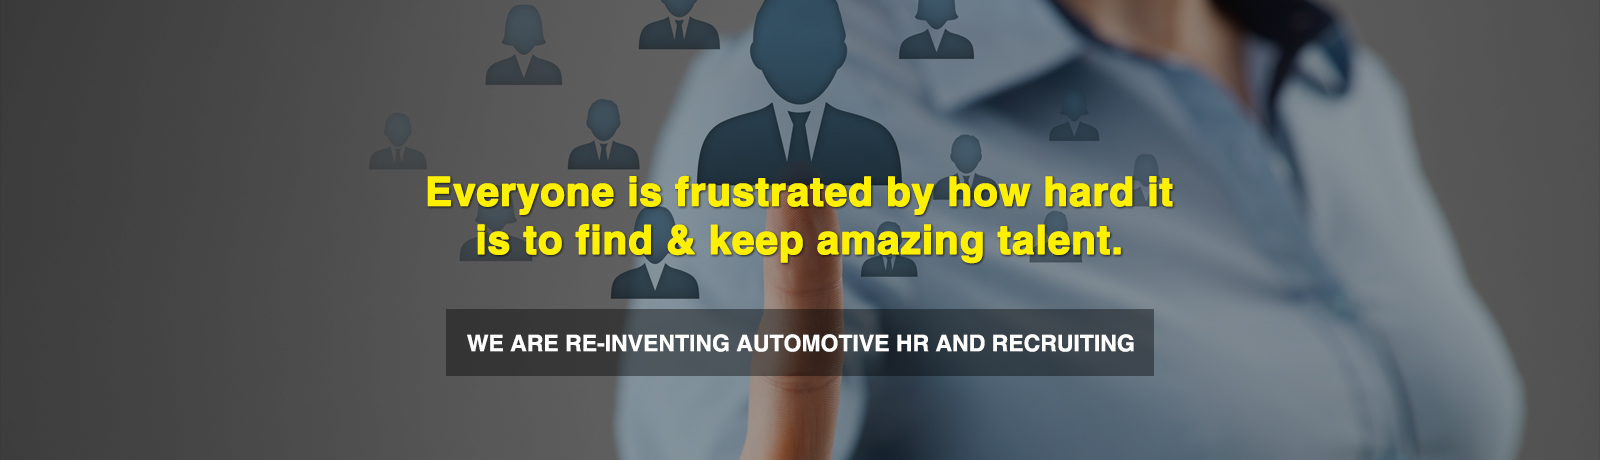 Everyone is frustrated by how hard it
is to find & keep amazing talent.
WE ARE RE-INVENTING AUTOMOTIVE HR AND RECRUITING